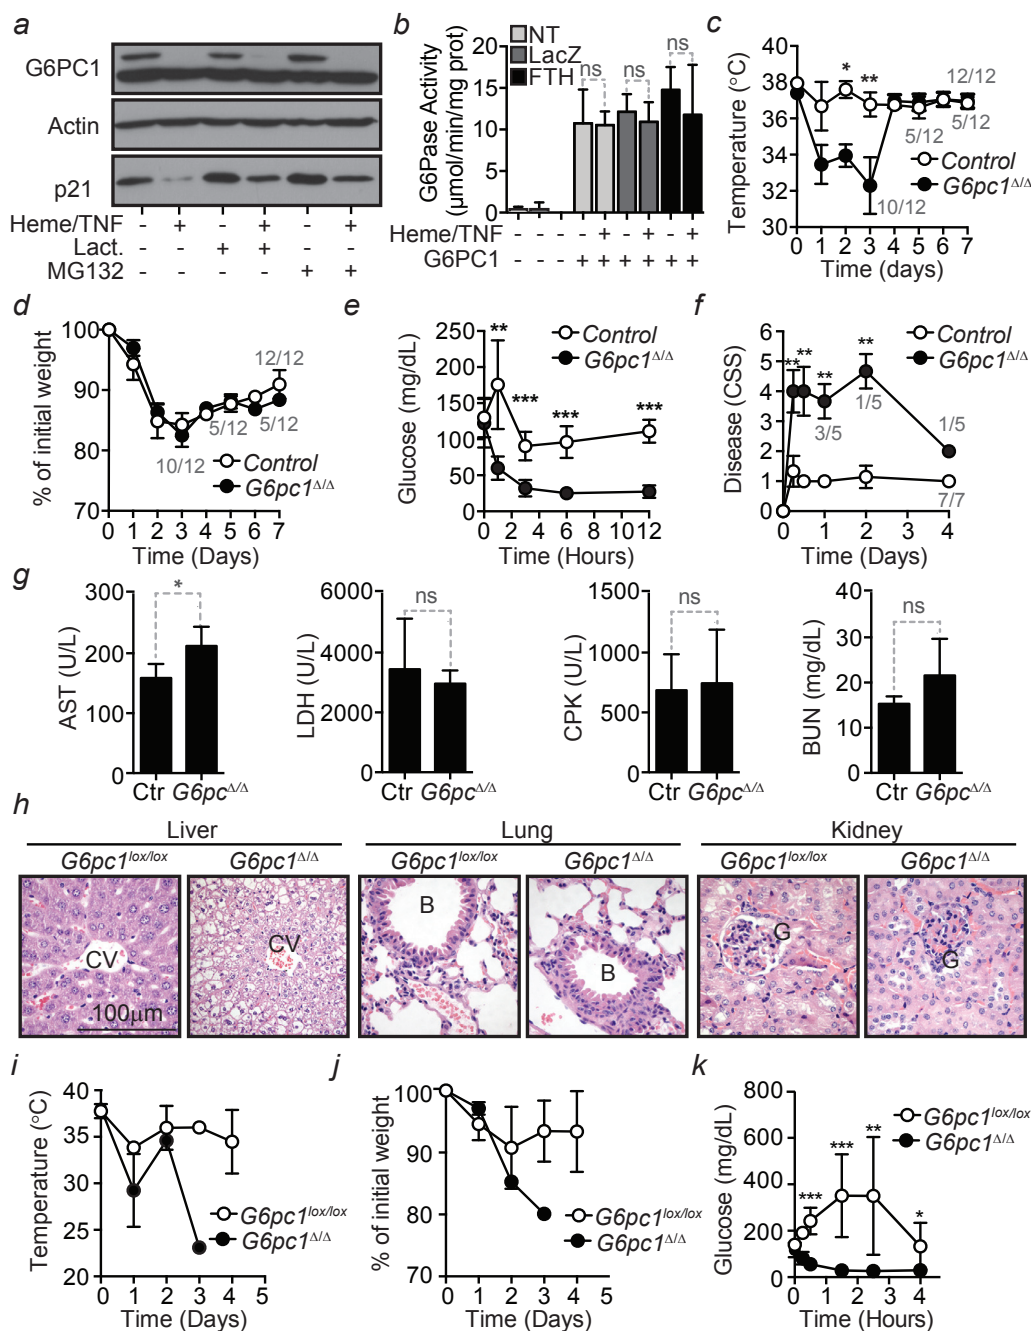 a
G6PC1
Actin
p21
Heme/TNF - + - + - +
Lact. - - + + - -
MG132 - - - - + +
b
G6Pase Activity
(μmol/min/mg prot)
20
15
10
5
0
NT
LacZ
FTH
ns ns ns
Heme/TNF - - - - + - + - +
G6PC1 - - - + + + + + +
c
Temperature (°C)
40
38
36
34
32
30
* **
12/12
5/12 5/12
10/12
Control
G6pc1Δ/Δ
0 1 2 3 4 5 6 7
Time (days)
d
% of initial weight
100
90
80
70
12/12
5/12 5/12
10/12
Control
G6pc1Δ/Δ
0 1 2 3 4 5 6 7
Time (Days)
e
Glucose (mg/dL)
250
200
150
100
50
0
** *** *** ***
Control
G6pc1Δ/Δ
0 2 4 6 8 10 12
Time (Hours)
f
Disease (CSS)
6
5
4
3
2
1
0
** ** ** **
3/5
1/5
1/5
7/7
Control
G6pc1Δ/Δ
0 1 2 3 4
Time (Days)
g
AST (U/L)
300
200
100
0
*
Ctr G6pcΔ/Δ
LDH (U/L)
6000
4000
2000
0
ns
Ctr G6pcΔ/Δ
CPK (U/L)
1500
1000
500
0
ns
Ctr G6pcΔ/Δ
BUN (mg/dL)
40
30
20
10
0
ns
Ctr G6pcΔ/Δ
h
Liver Lung Kidney
G6pc1lox/lox G6pc1Δ/Δ G6pc1lox/lox G6pc1Δ/Δ G6pc1lox/lox G6pc1Δ/Δ
CV CV B B G G
100μm
i
Temperature (°C)
40
35
30
25
20
G6pc1lox/lox
G6pc1Δ/Δ
0 1 2 3 4 5
Time (Days)
j
% of initial weight
100
90
80
70
G6pc1lox/lox
G6pc1Δ/Δ
0 1 2 3 4 5
Time (Days)
k
Glucose (mg/dL)
800
600
400
200
0
*** *** ** *
G6pc1lox/lox
G6pc1Δ/Δ
0 1 2 3 4
Time (Hours)